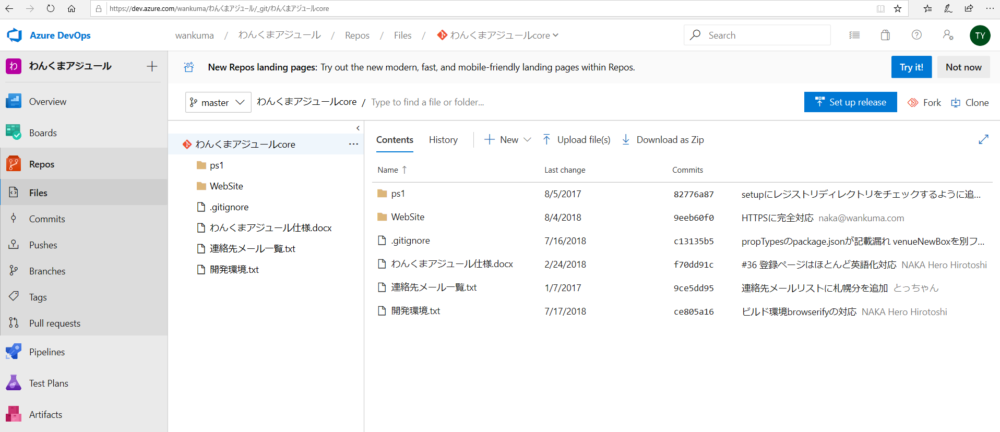 https://dev.azure.com/wankuma/わんくまアジュール/_git/わんくまアジュールcore
Azure DevOps
wankuma / わんくまアジュール / Repos / Files / わんくまアジュールcore
Search
TY
わ わんくまアジュール
New Repos landing pages: Try out the new modern, fast, and mobile-friendly landing pages within Repos.
Try it!
Not now
Overview
Boards
Repos
Files
Commits
Pushes
Branches
Tags
Pull requests
Pipelines
Test Plans
Artifacts
master
わんくまアジュールcore / Type to find a file or folder...
Set up release
Fork
Clone
わんくまアジュールcore ...
ps1
WebSite
.gitignore
わんくまアジュール仕様.docx
連絡先メール一覧.txt
開発環境.txt
Contents History New Upload file(s) Download as Zip
Name ↑ Last change Commits
ps1 8/5/2017 82776a87 setupにレジストリディレクトリをチェックするように追...
WebSite 8/4/2018 9eeb60f0 HTTPSに完全対応 naka@wankuma.com
.gitignore 7/16/2018 c13135b5 propTypesのpackage.jsonが記載漏れ venueNewBoxを別フ...
わんくまアジュール仕様.docx 2/24/2018 f70dd91c #36 登録ページはほとんど英語化対応 NAKA Hero Hirotoshi
連絡先メール一覧.txt 1/7/2017 9ce5dd95 連絡先メールリストに札幌分を追加 とっちゃん
開発環境.txt 7/17/2018 ce805a16 ビルド環境browserifyの対応 NAKA Hero Hirotoshi